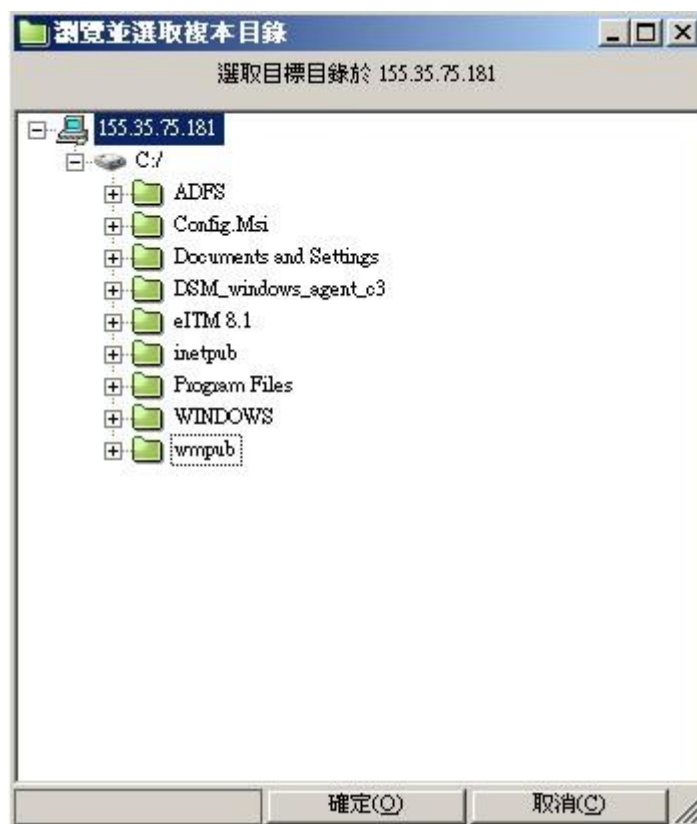 瀏覽並選取複本目錄
選取目標目錄於 155.35.75.181
155.35.75.181
C:/
ADFS
Config.Msi
Documents and Settings
DSM_windows_agent_c3
eITM 8.1
inetpub
Program Files
WINDOWS
wmpub
確定(O) 取消(C)